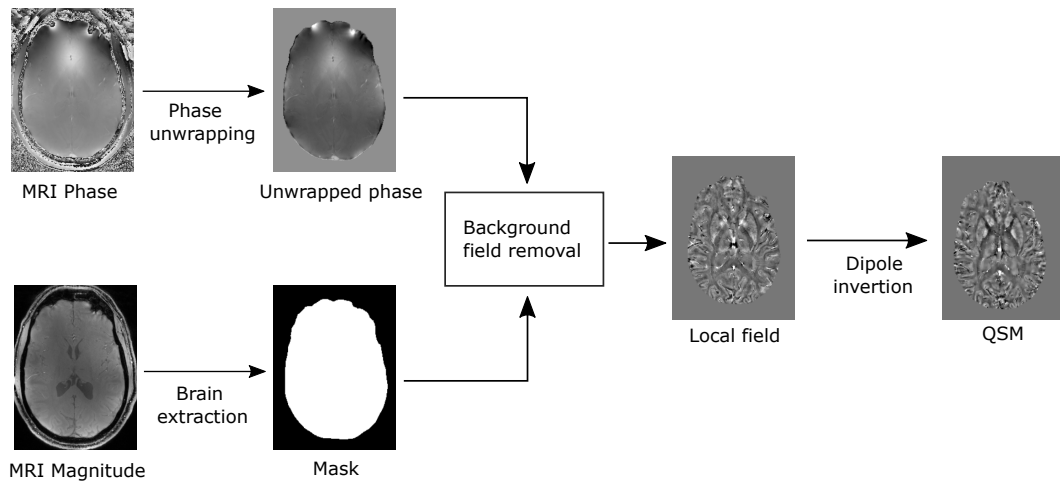 Phase
unwrapping
MRI Phase
Unwrapped phase
Background
field removal
Dipole
invertion
Local field
QSM
Brain
extraction
MRI Magnitude
Mask